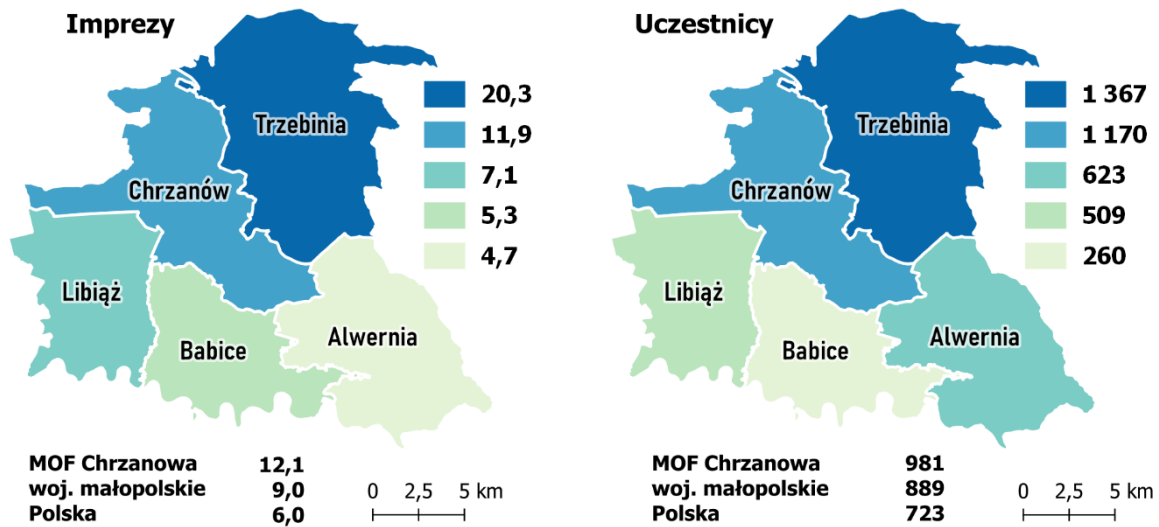 Imprezy
20,3
11,9
7,1
5,3
4,7
Trzebinia
Chrzanów
Libiąż
Babice
Alwernia
MOF Chrzanowa 12,1
woj. małopolskie 9,0
Polska 6,0
0 2,5 5 km
Uczestnicy
1 367
1 170
623
509
260
Trzebinia
Chrzanów
Libiąż
Babice
Alwernia
MOF Chrzanowa 981
woj. małopolskie 889
Polska 723
0 2,5 5 km